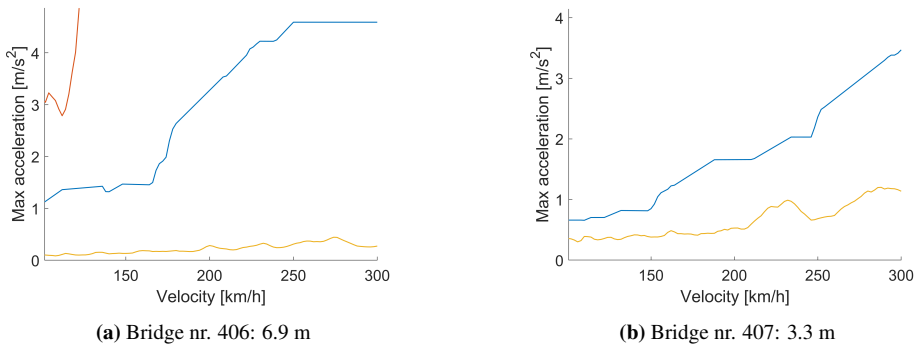 Max acceleration [m/s²]
4
3
2
1
0
150 200 250 300
Velocity [km/h]
(a) Bridge nr. 406: 6.9 m
Max acceleration [m/s²]
4
3
2
1
0
150 200 250 300
Velocity [km/h]
(b) Bridge nr. 407: 3.3 m